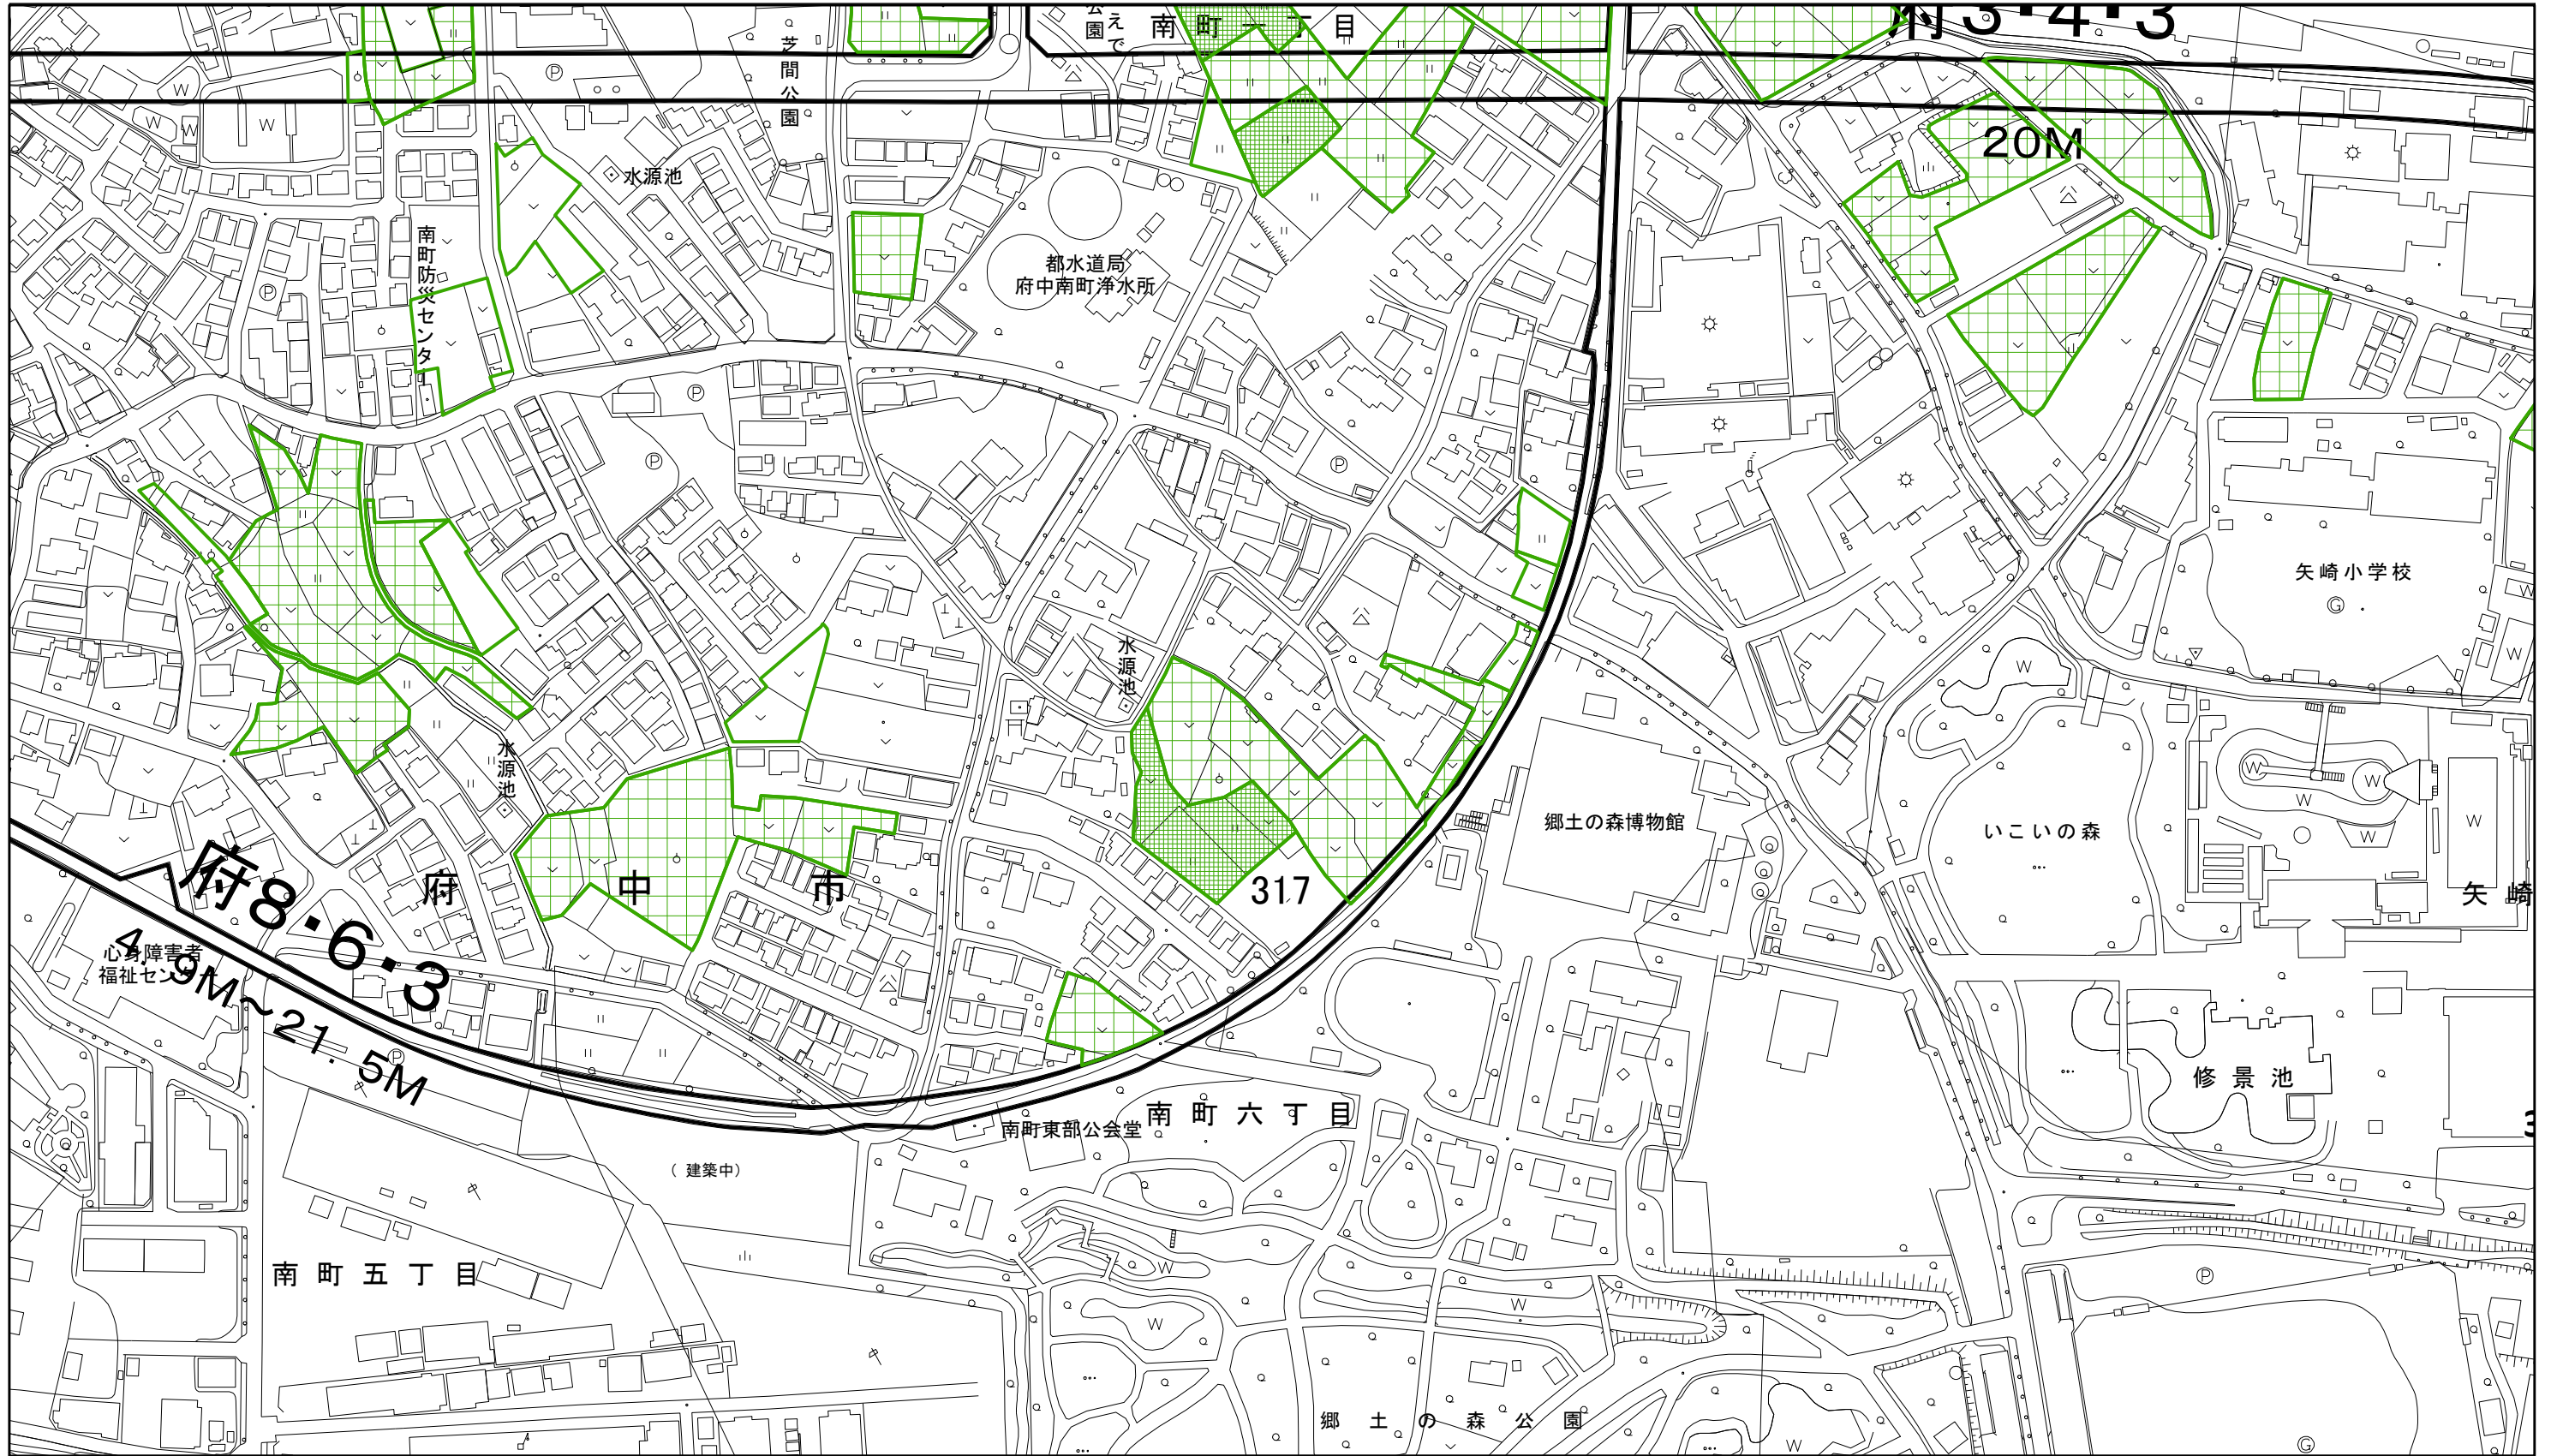 南町一丁目
府3・4・3
芝間公園
20M
水源池
南町防災センター
都水道局
府中南町浄水所
矢崎小学校
水源池
水源池
郷土の森博物館
いこいの森
317
矢崎
府中市
府8・6・3
4.9M～21.5M
心身障害者
福祉センター
修景池
南町六丁目
南町東部公会堂
（建築中）
南町五丁目
郷土の森公園